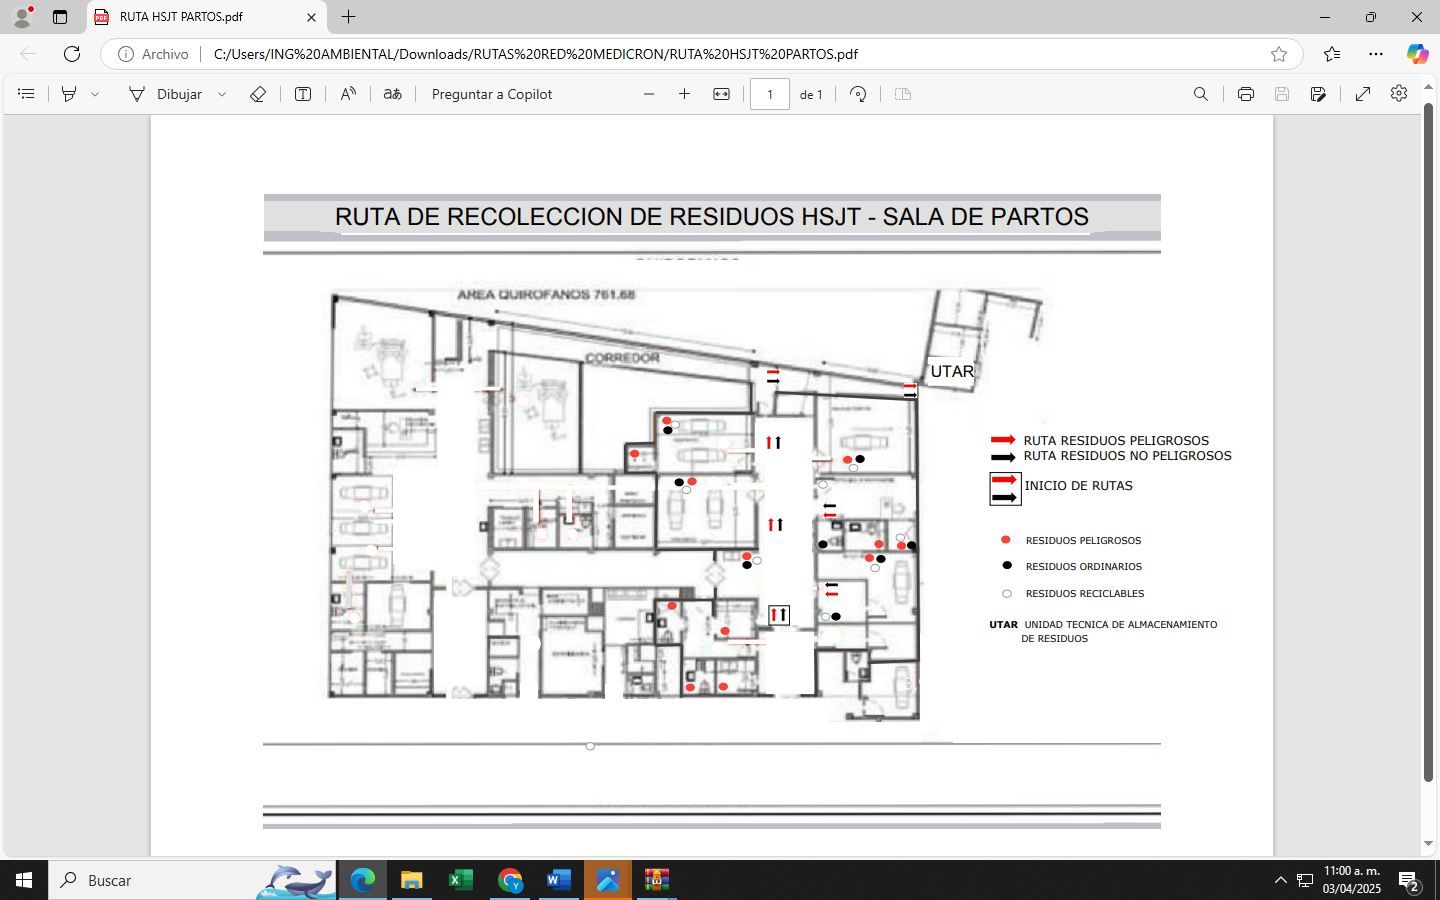 RUTA HSJT PARTOS.pdf
Archivo
C:/Users/ING%20AMBIENTAL/Downloads/RUTAS%20RED%20MEDICRON/RUTA%20HSJT%20PARTOS.pdf
Dibujar
Preguntar a Copilot
1
de 1
RUTA DE RECOLECCION DE RESIDUOS HSJT - SALA DE PARTOS
AREA QUIROFANOS 761.68
CORREDOR
UTAR
RUTA RESIDUOS PELIGROSOS
RUTA RESIDUOS NO PELIGROSOS
INICIO DE RUTAS
RESIDUOS PELIGROSOS
RESIDUOS ORDINARIOS
RESIDUOS RECICLABLES
UTAR UNIDAD TECNICA DE ALMACENAMIENTO
DE RESIDUOS
Buscar
11:00 a. m.
03/04/2025
2